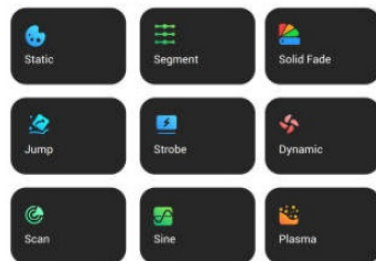 Static
Segment
Solid Fade
Jump
Strobe
Dynamic
Scan
Sine
Plasma